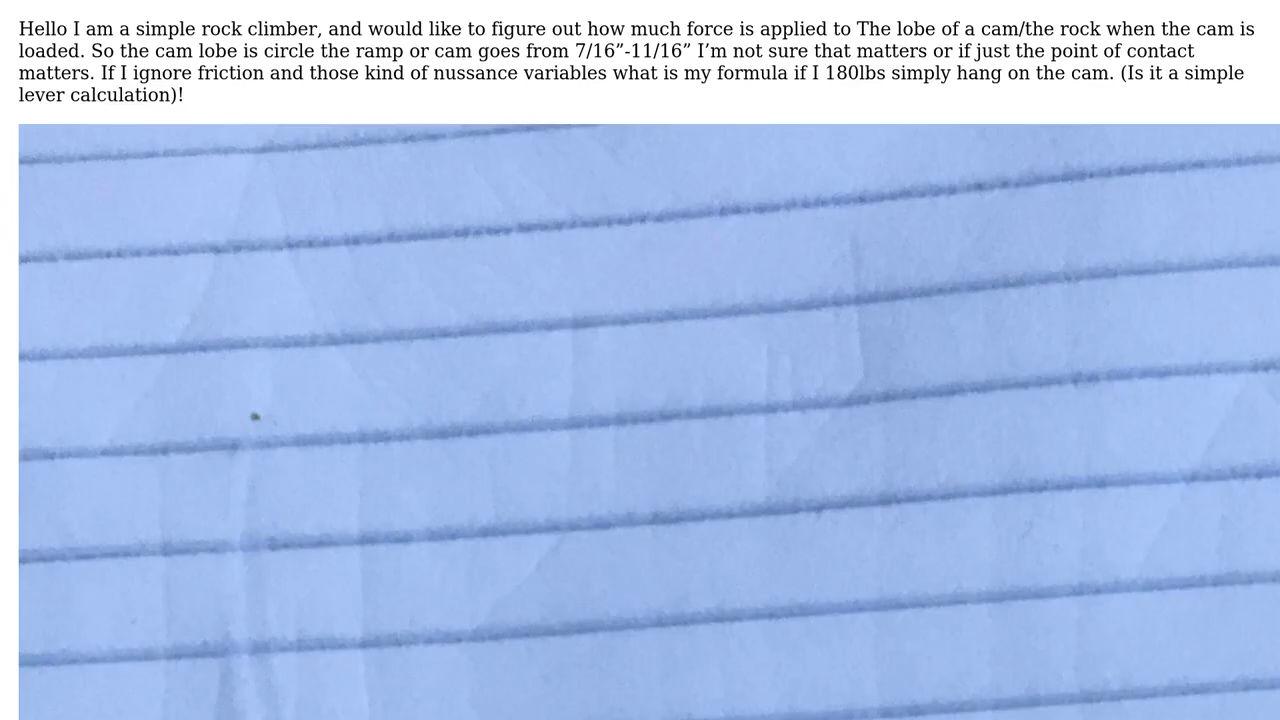 Hello I am a simple rock climber, and would like to figure out how much force is applied to The lobe of a cam/the rock when the cam is
loaded. So the cam lobe is circle the ramp or cam goes from 7/16”-11/16” I’m not sure that matters or if just the point of contact
matters. If I ignore friction and those kind of nussance variables what is my formula if I 180lbs simply hang on the cam. (Is it a simple
lever calculation)!